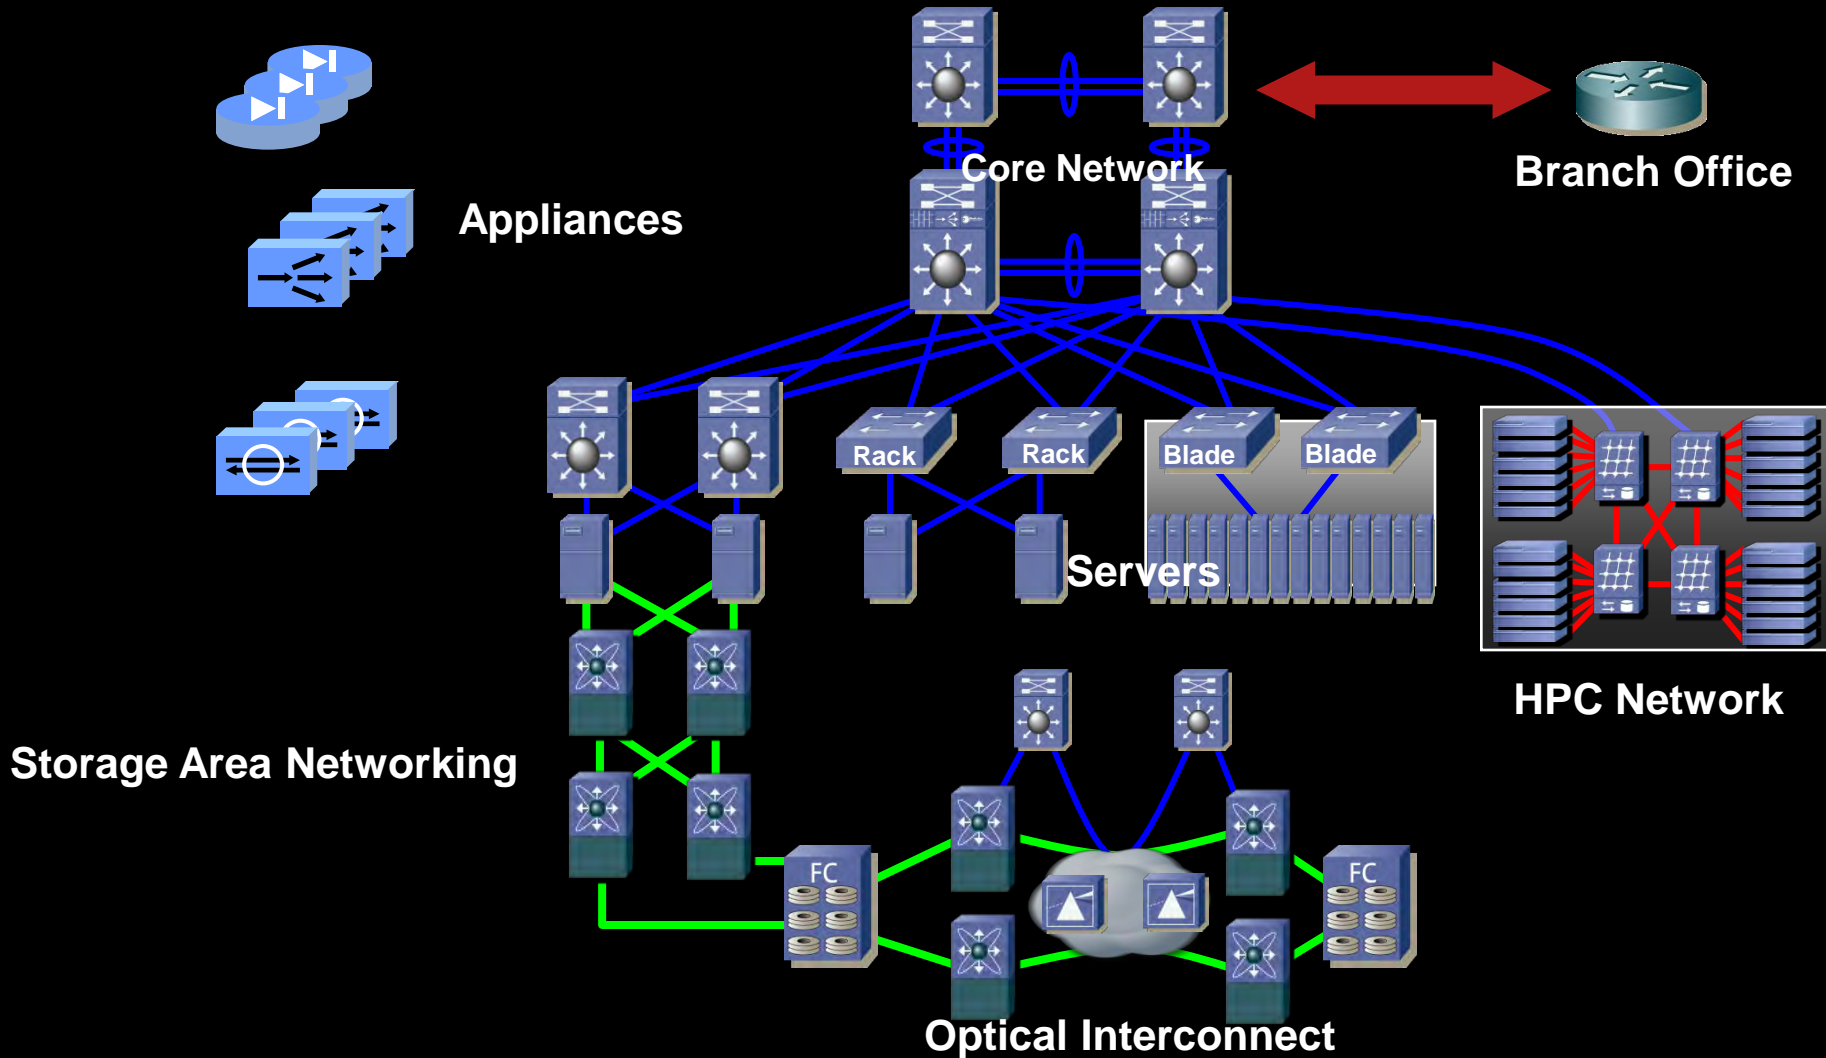 Core Network
Branch Office
Appliances
Rack
Rack
Blade
Blade
Servers
HPC Network
Storage Area Networking
FC
FC
Optical Interconnect